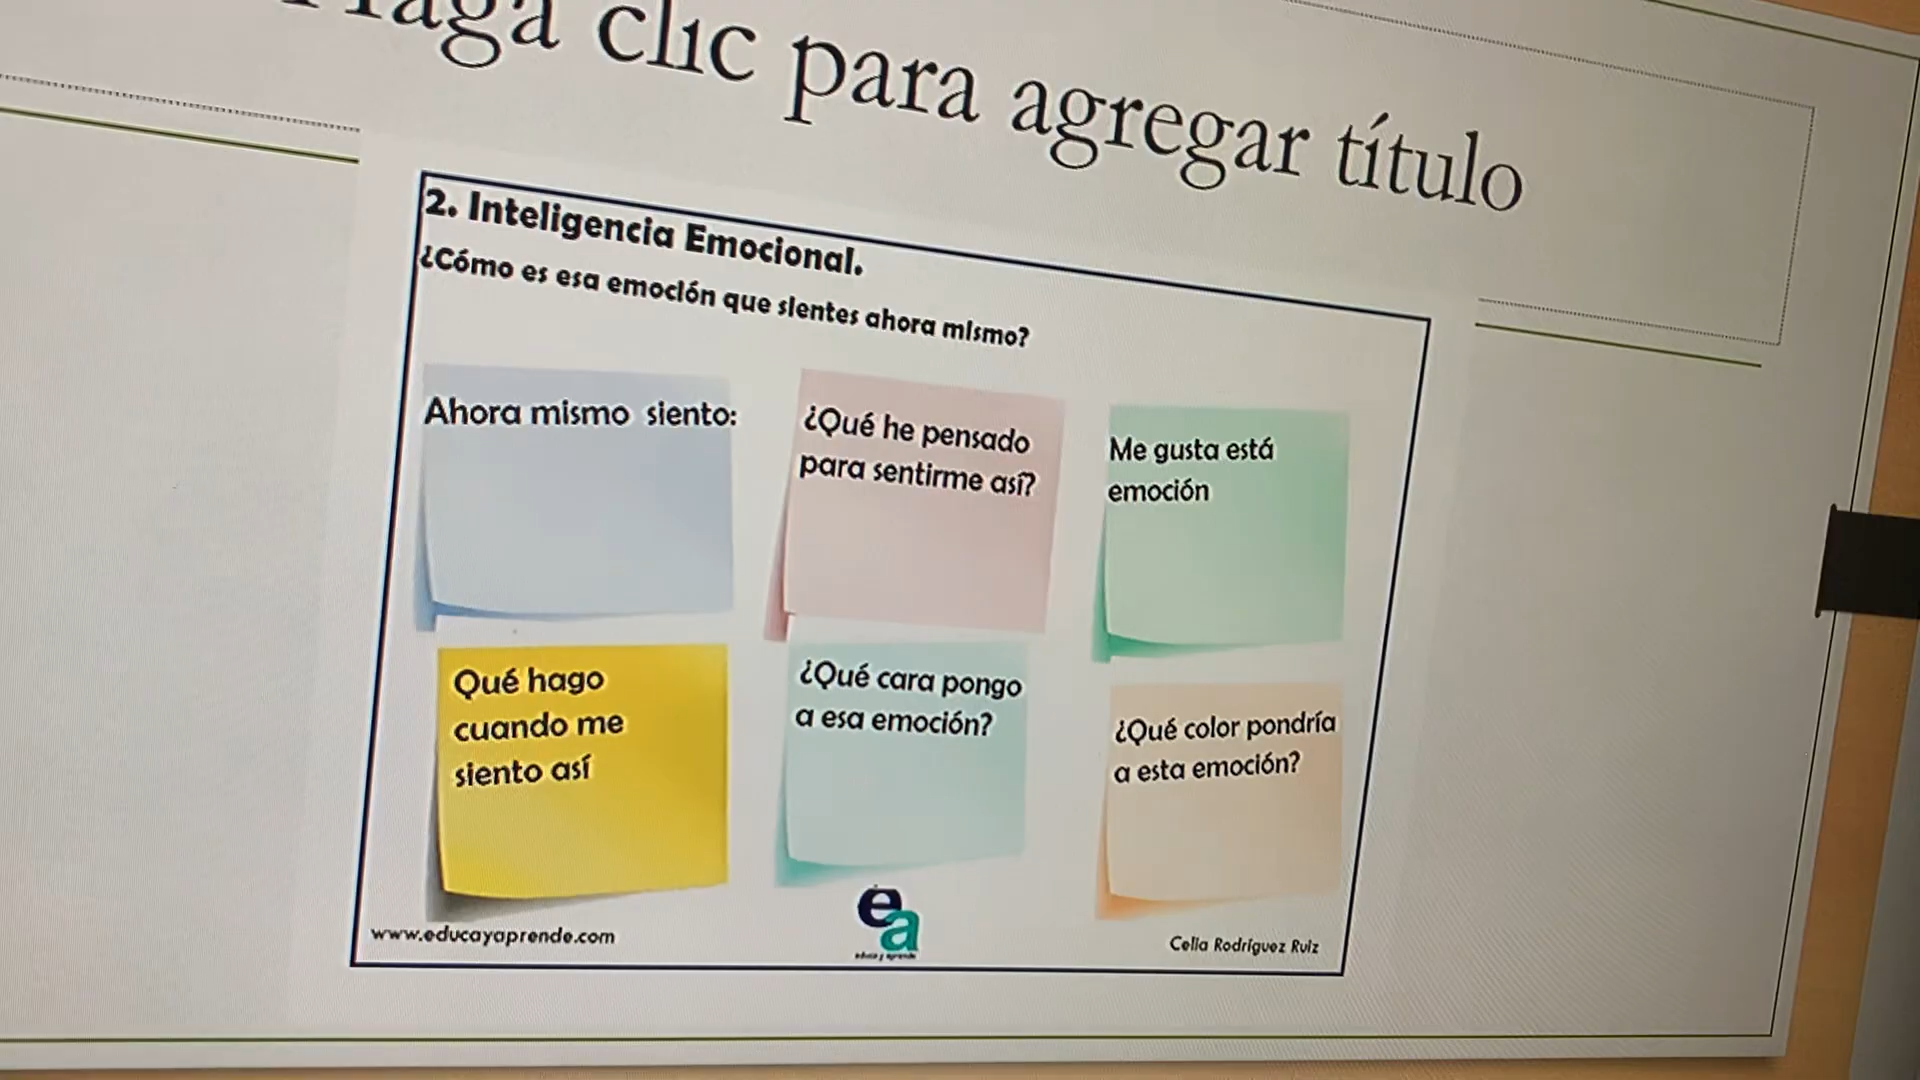 Haga clic para agregar título
2. Inteligencia Emocional.
¿Cómo es esa emoción que sientes ahora mismo?
Ahora mismo siento:
¿Qué he pensado
para sentirme así?
Me gusta está
emoción
Qué hago
cuando me
siento así
¿Qué cara pongo
a esa emoción?
¿Qué color pondría
a esta emoción?
www.educayaprende.com
ea
educa y aprende
Celia Rodríguez Ruiz